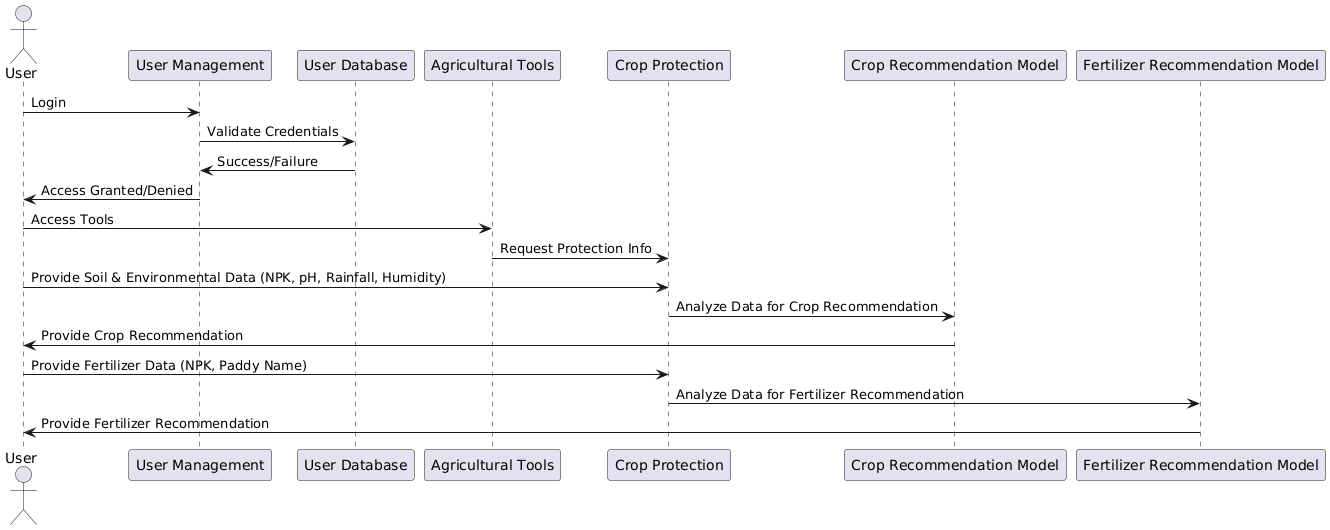 User
User Management
User Database
Agricultural Tools
Crop Protection
Crop Recommendation Model
Fertilizer Recommendation Model
Login
Validate Credentials
Success/Failure
Access Granted/Denied
Access Tools
Request Protection Info
Provide Soil & Environmental Data (NPK, pH, Rainfall, Humidity)
Analyze Data for Crop Recommendation
Provide Crop Recommendation
Provide Fertilizer Data (NPK, Paddy Name)
Analyze Data for Fertilizer Recommendation
Provide Fertilizer Recommendation
User
User Management
User Database
Agricultural Tools
Crop Protection
Crop Recommendation Model
Fertilizer Recommendation Model